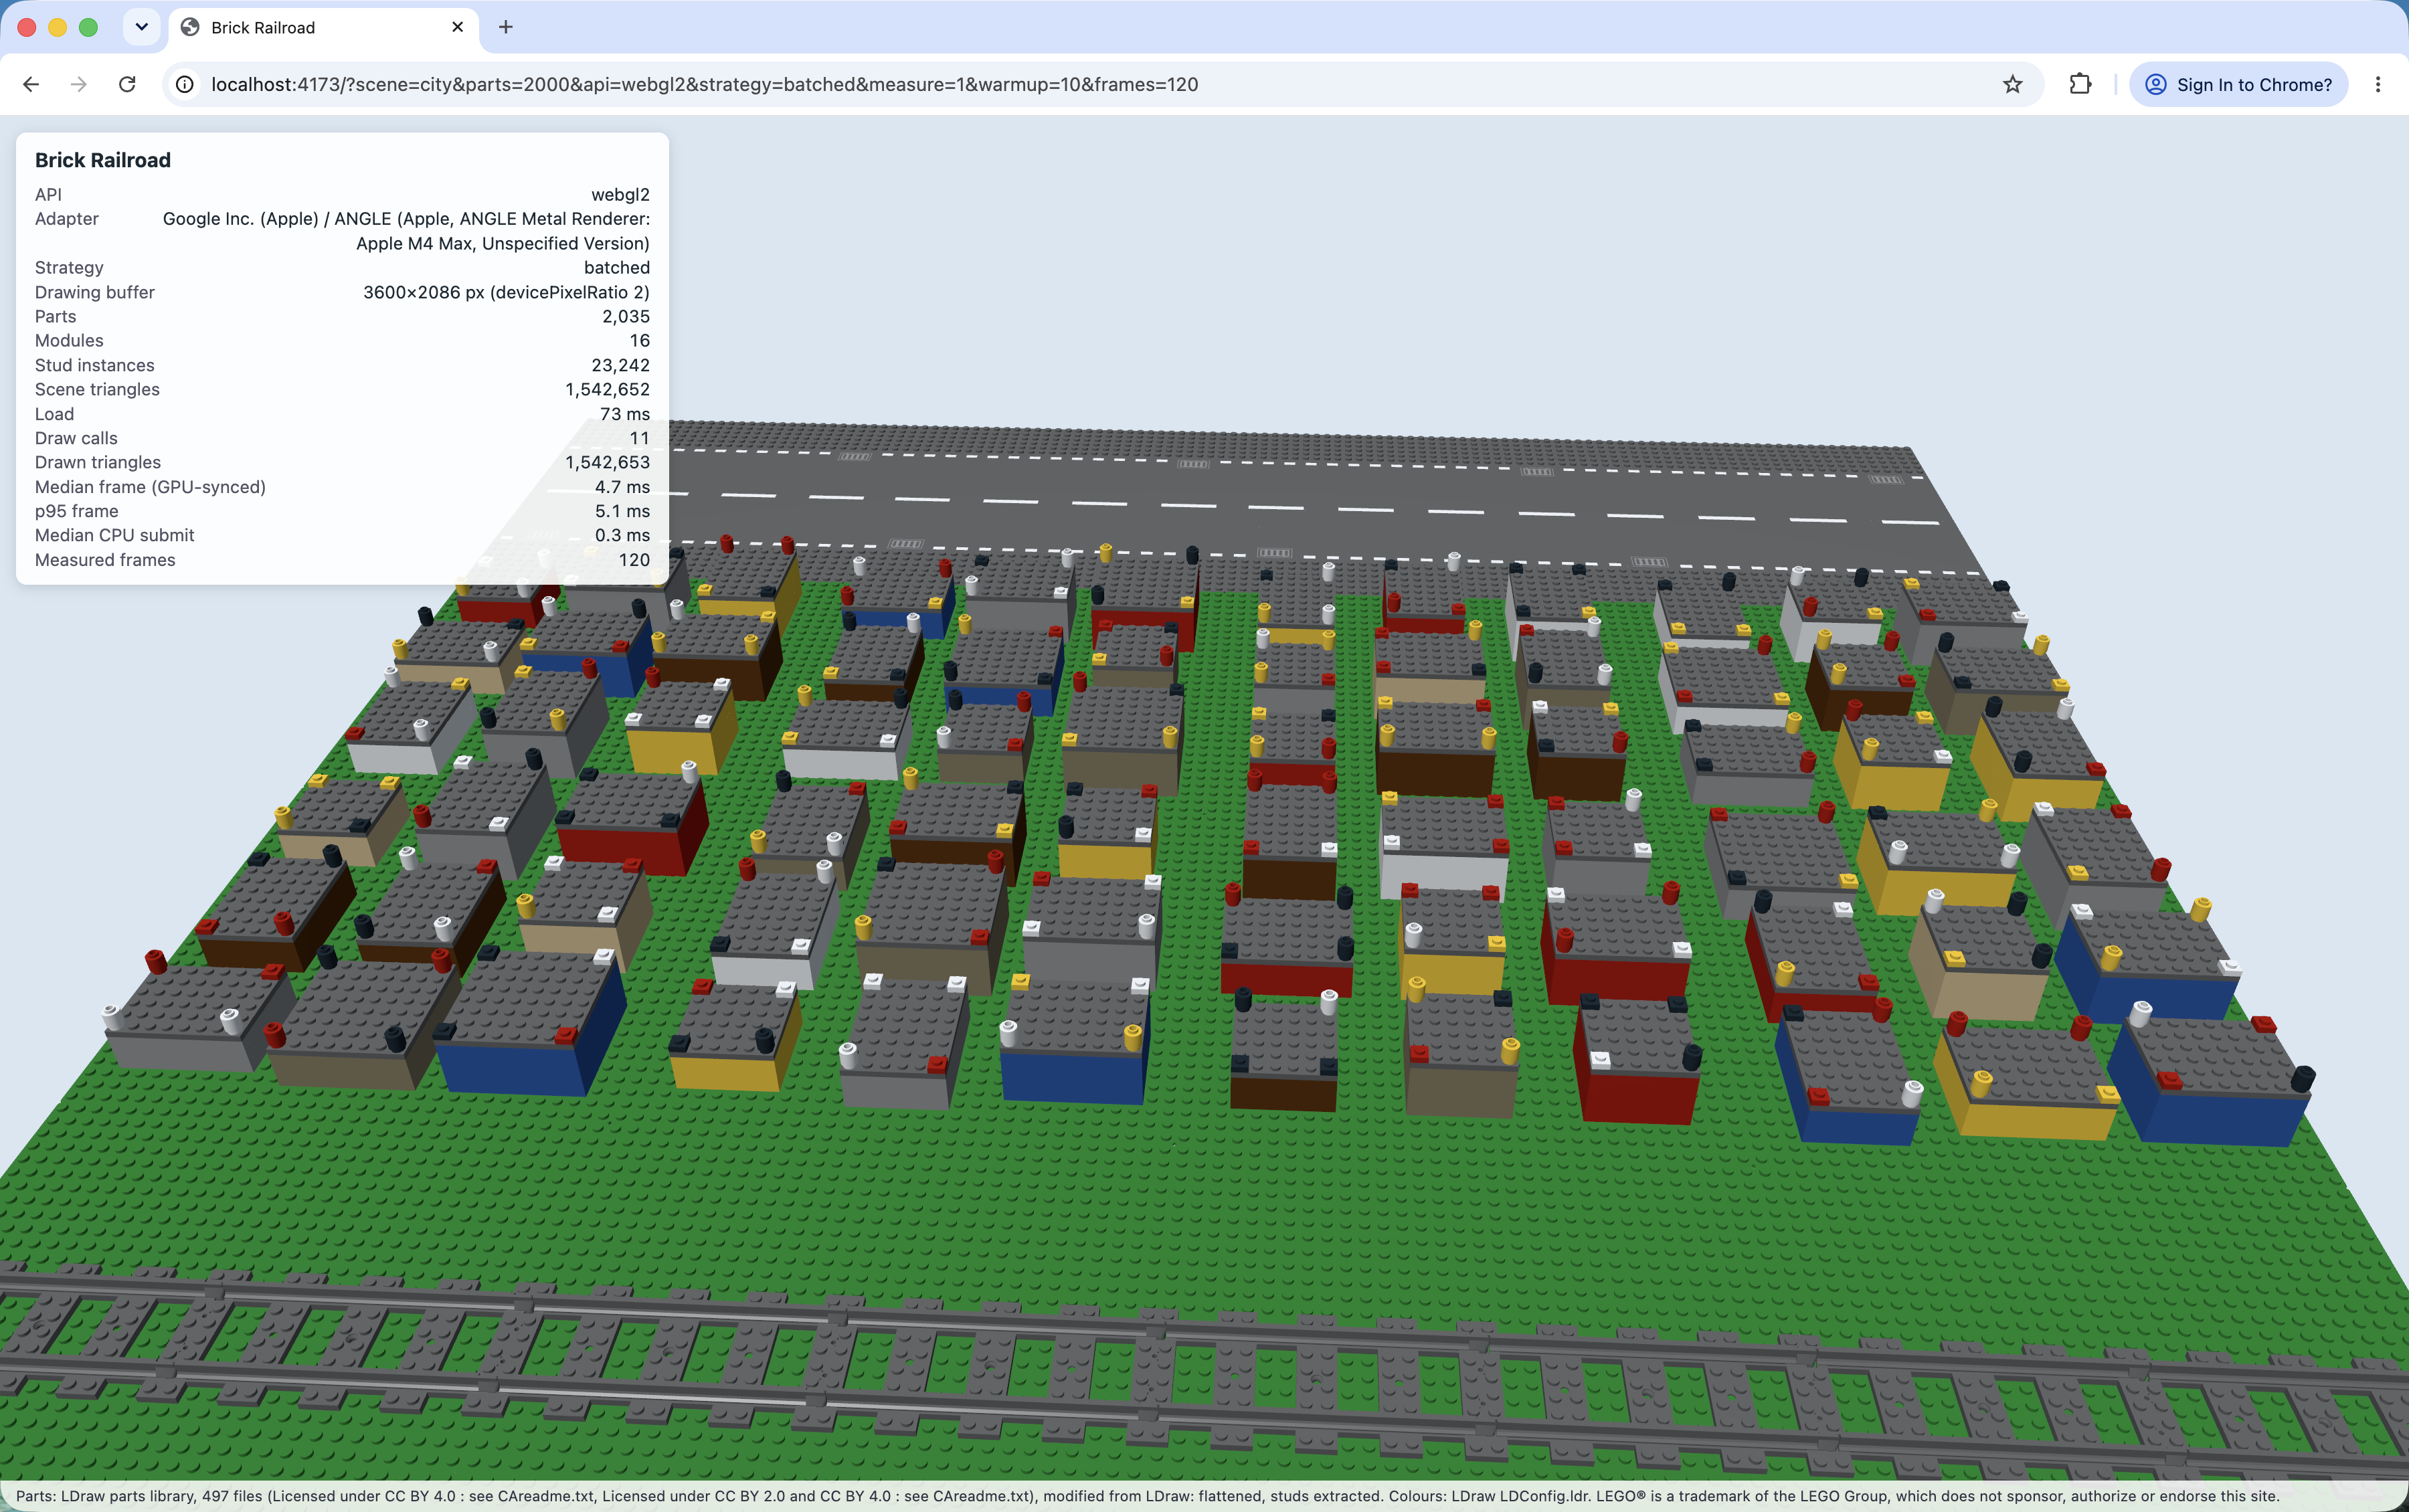 Brick Railroad
localhost:4173/?scene=city&parts=2000&api=webgl2&strategy=batched&measure=1&warmup=10&frames=120
Sign In to Chrome?
Brick Railroad
API webgl2
Adapter Google Inc. (Apple) / ANGLE (Apple, ANGLE Metal Renderer:
Apple M4 Max, Unspecified Version)
Strategy batched
Drawing buffer 3600×2086 px (devicePixelRatio 2)
Parts 2,035
Modules 16
Stud instances 23,242
Scene triangles 1,542,652
Load 73 ms
Draw calls 11
Drawn triangles 1,542,653
Median frame (GPU-synced) 4.7 ms
p95 frame 5.1 ms
Median CPU submit 0.3 ms
Measured frames 120
Parts: LDraw parts library, 497 files (Licensed under CC BY 4.0 : see CAreadme.txt, Licensed under CC BY 2.0 and CC BY 4.0 : see CAreadme.txt), modified from LDraw: flattened, studs extracted. Colours: LDraw LDConfig.ldr. LEGO® is a trademark of the LEGO Group, which does not sponsor, authorize or endorse this site.